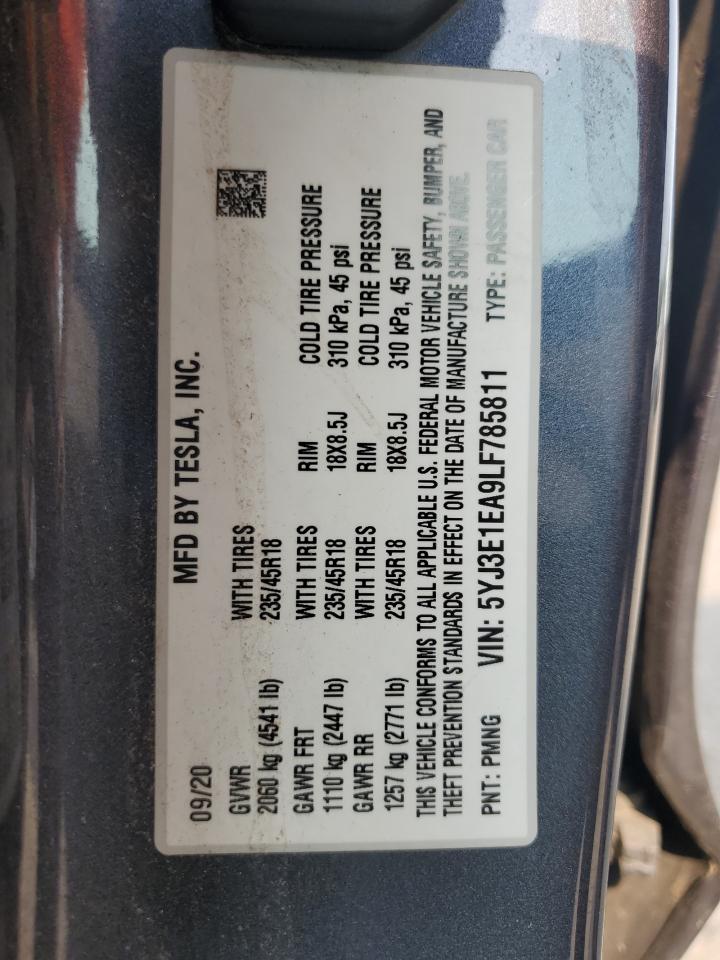 MFD BY TESLA, INC.
09/20
GVWR WITH TIRES
2060 kg (4541 lb) 235/45R18
GAWR FRT WITH TIRES RIM COLD TIRE PRESSURE
1110 kg (2447 lb) 235/45R18 18X8.5J 310 kPa, 45 psi
GAWR RR WITH TIRES RIM COLD TIRE PRESSURE
1257 kg (2771 lb) 235/45R18 18X8.5J 310 kPa, 45 psi
THIS VEHICLE CONFORMS TO ALL APPLICABLE U.S. FEDERAL MOTOR VEHICLE SAFETY, BUMPER, AND
THEFT PREVENTION STANDARDS IN EFFECT ON THE DATE OF MANUFACTURE SHOWN ABOVE.
PNT: PMNG VIN: 5YJ3E1EA9LF785811 TYPE: PASSENGER CAR